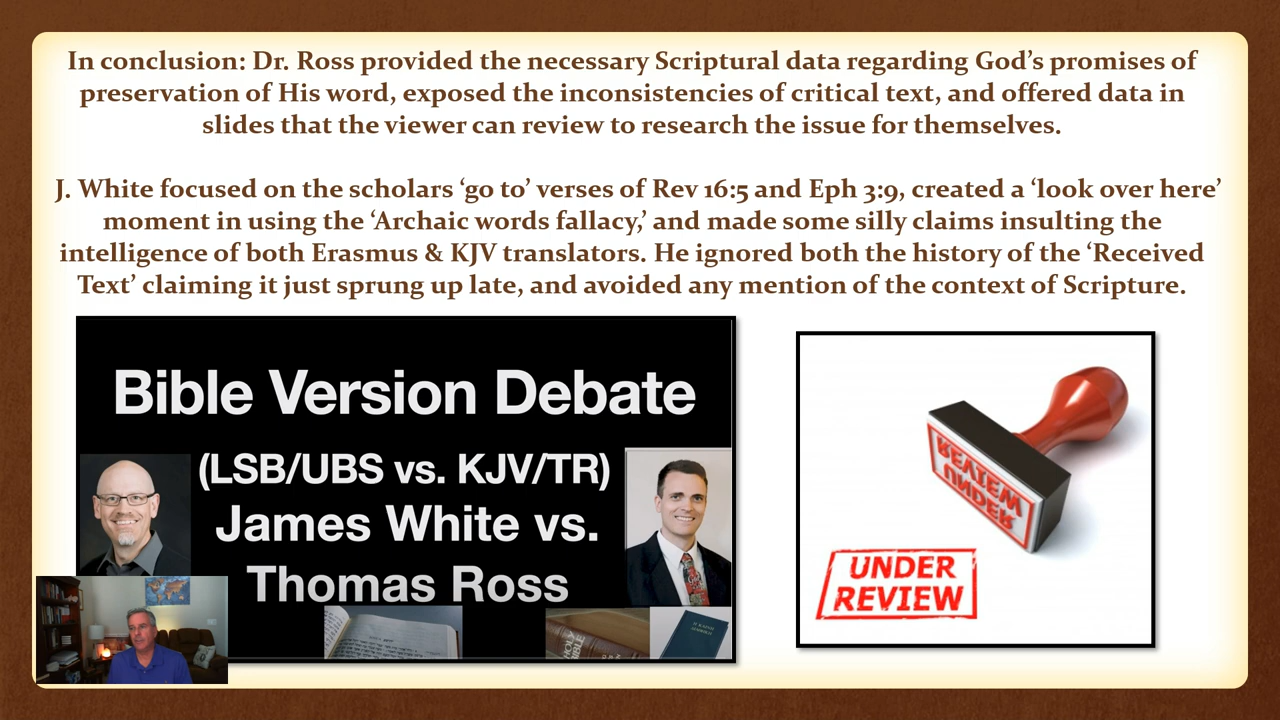 In conclusion: Dr. Ross provided the necessary Scriptural data regarding God’s promises of
preservation of His word, exposed the inconsistencies of critical text, and offered data in
slides that the viewer can review to research the issue for themselves.
J. White focused on the scholars ‘go to’ verses of Rev 16:5 and Eph 3:9, created a ‘look over here’
moment in using the ‘Archaic words fallacy,’ and made some silly claims insulting the
intelligence of both Erasmus & KJV translators. He ignored both the history of the ‘Received
Text’ claiming it just sprung up late, and avoided any mention of the context of Scripture.
Bible Version Debate
(LSB/UBS vs. KJV/TR)
James White vs.
Thomas Ross
HOLY
BIBLE
UNDER
REVIEW
UNDER
REVIEW